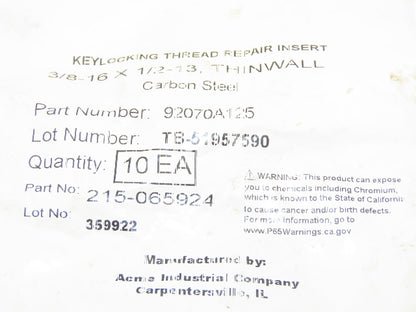 KEYLOCKING THREAD REPAIR INSERT
3/8-16 X 1/2-13, THINWALL
Carbon Steel
Part Number: 92070A125
Lot Number: TB-51957590
Quantity: 10 EA
Part No: 215-065924
Lot No: 359922
⚠ WARNING: This product can expose
you to chemicals including Chromium,
which is known to the State of California
to cause cancer and/or birth defects.
For more information, go to
www.P65Warnings.ca.gov
Manufactured by:
Acme Industrial Company
Carpentersville, IL